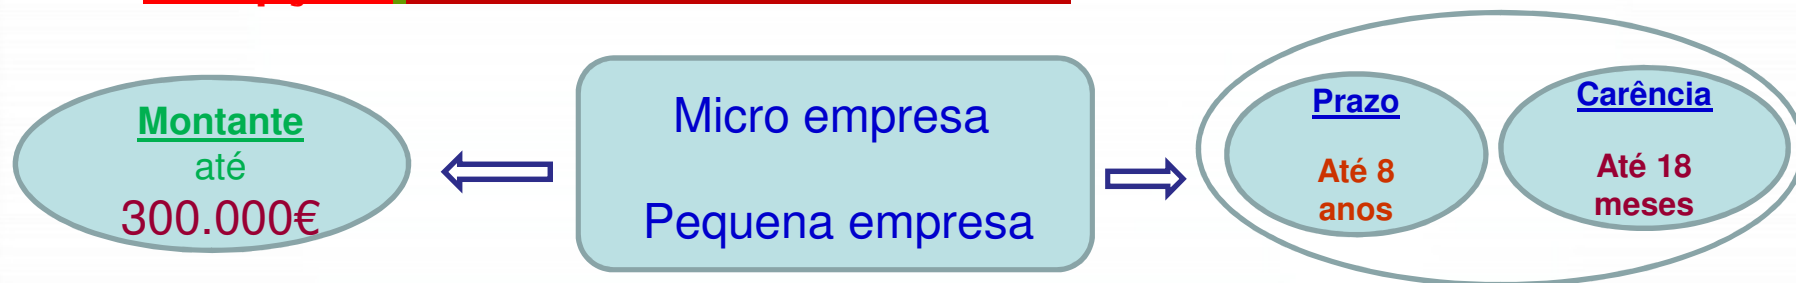 Montante
até
300.000€
Micro empresa
Pequena empresa
Prazo
Até 8
anos
Carência
Até 18
meses